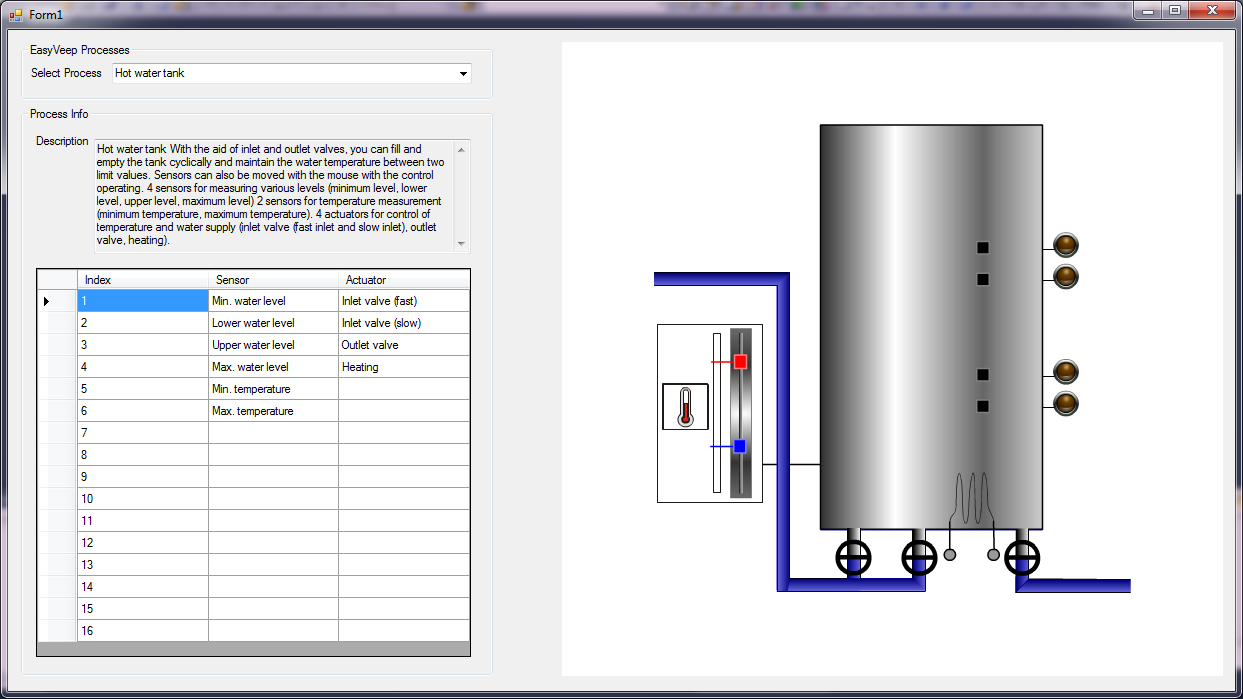 Form1
EasyVeep Processes
Select Process Hot water tank
Process Info
Description
Hot water tank With the aid of inlet and outlet valves, you can fill and
empty the tank cyclically and maintain the water temperature between two
limit values. Sensors can also be moved with the mouse with the control
operating. 4 sensors for measuring various levels (minimum level, lower
level, upper level, maximum level) 2 sensors for temperature measurement
(minimum temperature, maximum temperature). 4 actuators for control of
temperature and water supply (inlet valve (fast inlet and slow inlet), outlet
valve, heating).
Index Sensor Actuator
1 Min. water level Inlet valve (fast)
2 Lower water level Inlet valve (slow)
3 Upper water level Outlet valve
4 Max. water level Heating
5 Min. temperature
6 Max. temperature
7
8
9
10
11
12
13
14
15
16